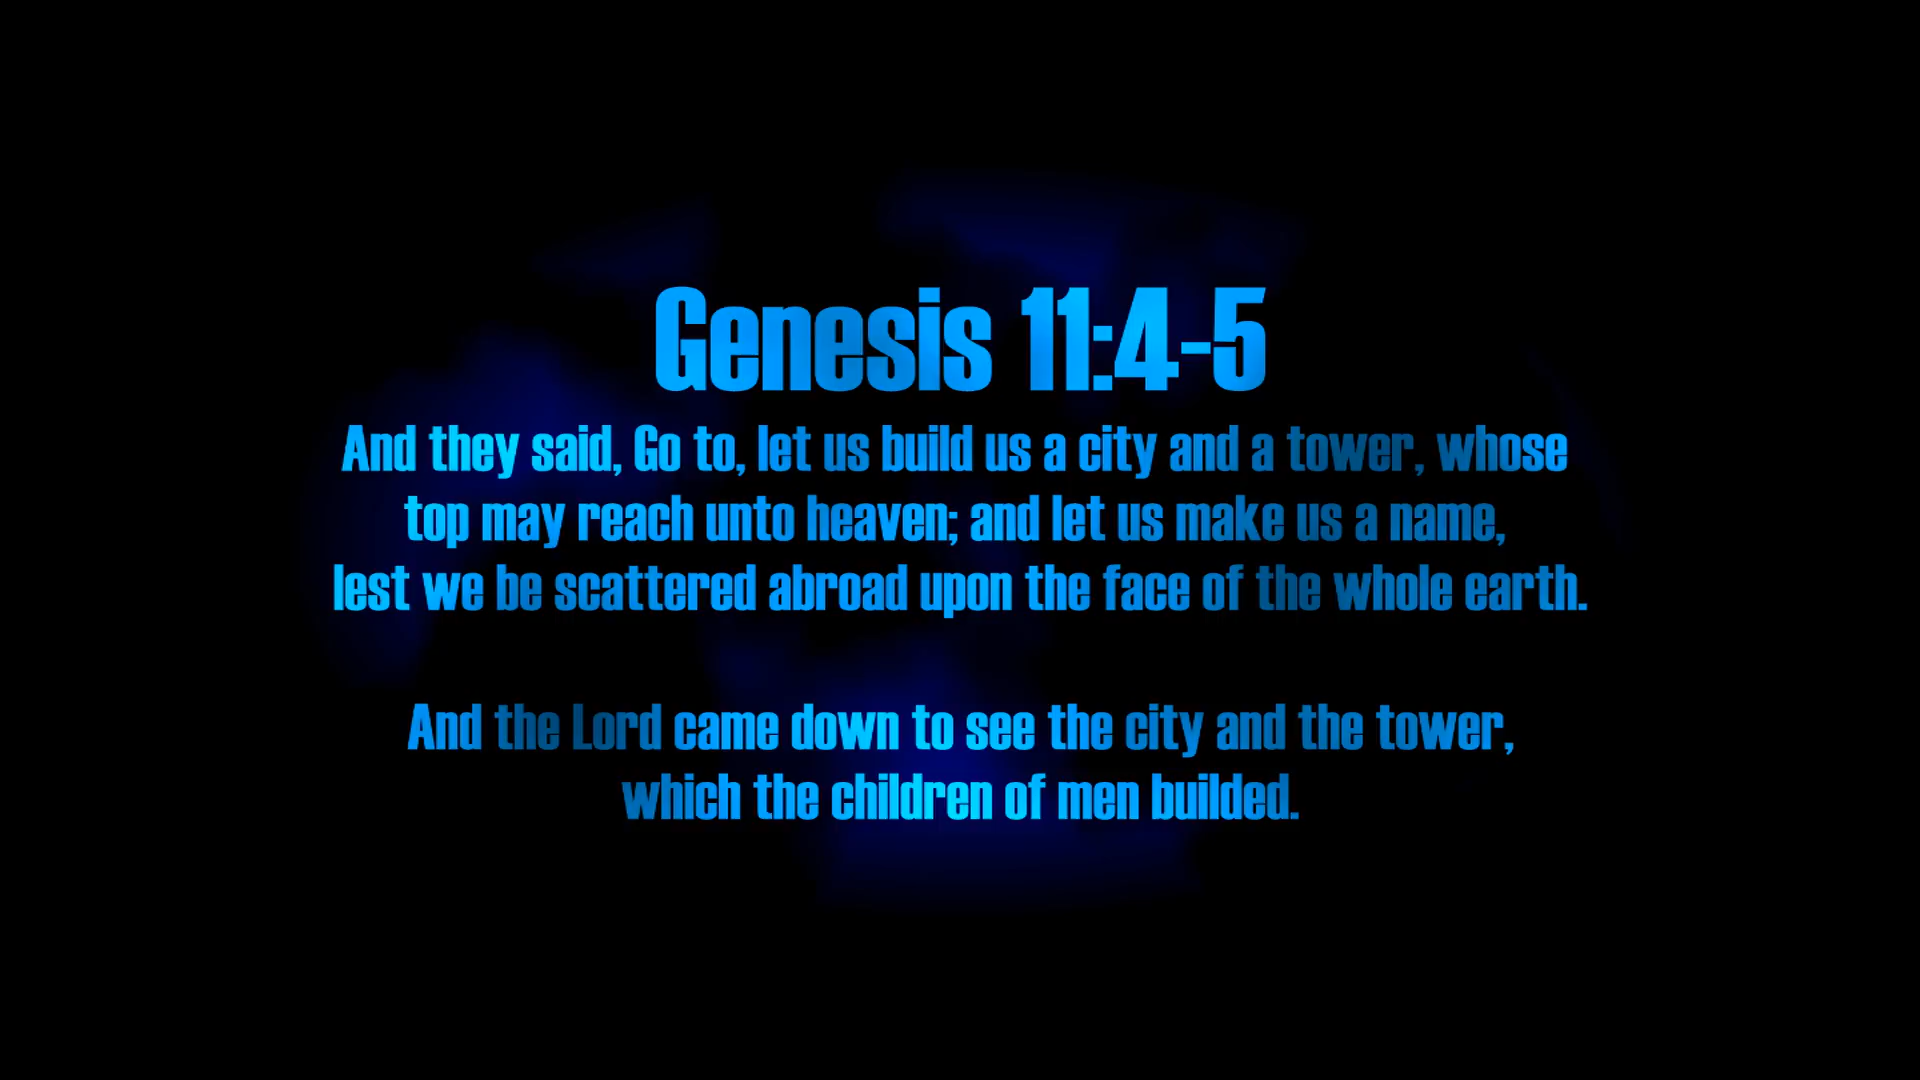 Genesis 11:4-5
And they said, Go to, let us build us a city and a tower, whose
top may reach unto heaven; and let us make us a name,
lest we be scattered abroad upon the face of the whole earth.
And the Lord came down to see the city and the tower,
which the children of men builded.